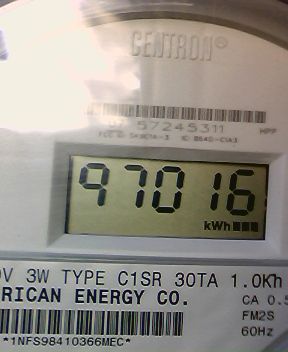 CENTRON®
57245311 HPP
97016
kWh
V 3W TYPE C1SR 30TA 1.0Kh
RICAN ENERGY CO.
CA 0.5
FM2S
60Hz
*1NFS98410366MEC*